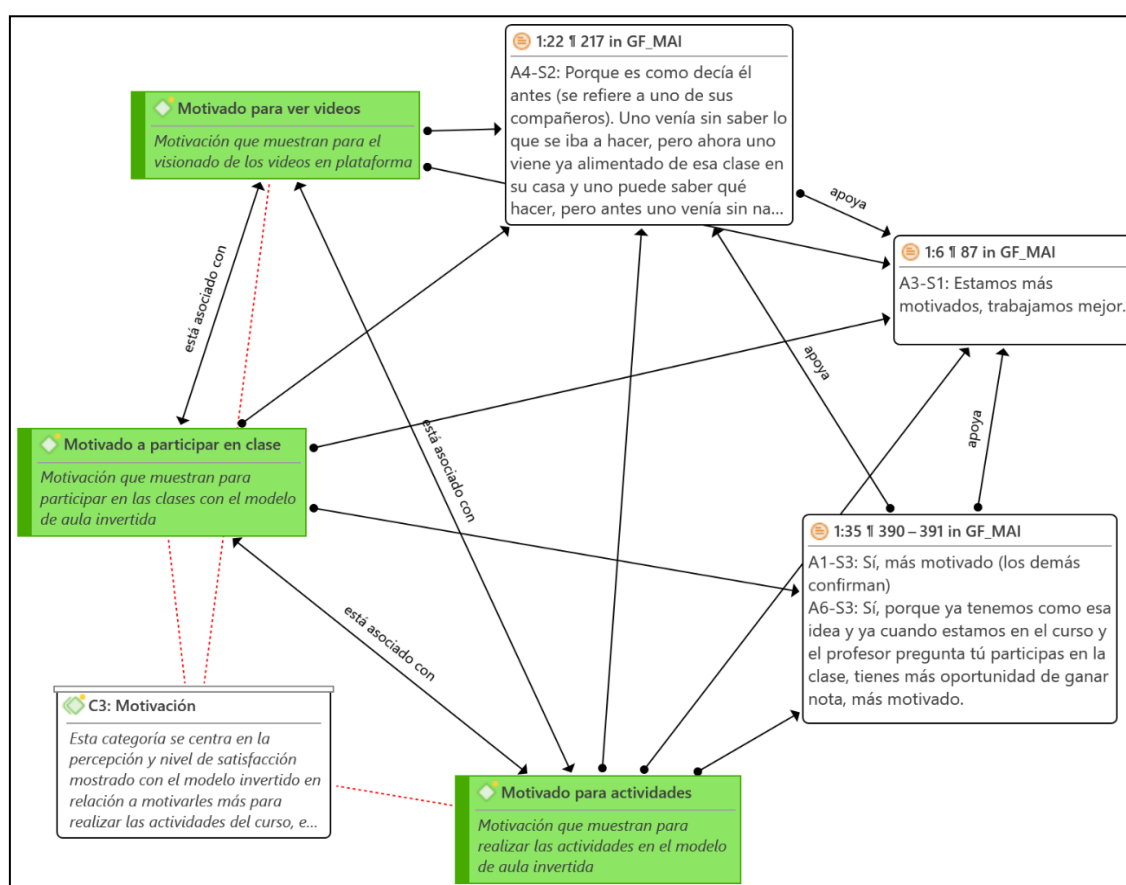 1:22 ¶ 217 in GF_MAI
A4-S2: Porque es como decía él
antes (se refiere a uno de sus
compañeros). Uno venía sin saber lo
que se iba a hacer, pero ahora uno
viene ya alimentado de esa clase en
su casa y uno puede saber qué
hacer, pero antes uno venía sin na...
Motivado para ver videos
Motivación que muestran para el
visionado de los videos en plataforma
apoya
1:6 ¶ 87 in GF_MAI
A3-S1: Estamos más
motivados, trabajamos mejor.
está asociado con
apoya
apoya
está asociado con
Motivado a participar en clase
Motivación que muestran para
participar en las clases con el modelo
de aula invertida
1:35 ¶ 390 – 391 in GF_MAI
A1-S3: Sí, más motivado (los demás
confirman)
A6-S3: Sí, porque ya tenemos como esa
idea y ya cuando estamos en el curso y
el profesor pregunta tú participas en la
clase, tienes más oportunidad de ganar
nota, más motivado.
está asociado con
C3: Motivación
Esta categoría se centra en la
percepción y nivel de satisfacción
mostrado con el modelo invertido en
relación a motivarles más para
realizar las actividades del curso, e...
Motivado para actividades
Motivación que muestran para
realizar las actividades en el modelo
de aula invertida